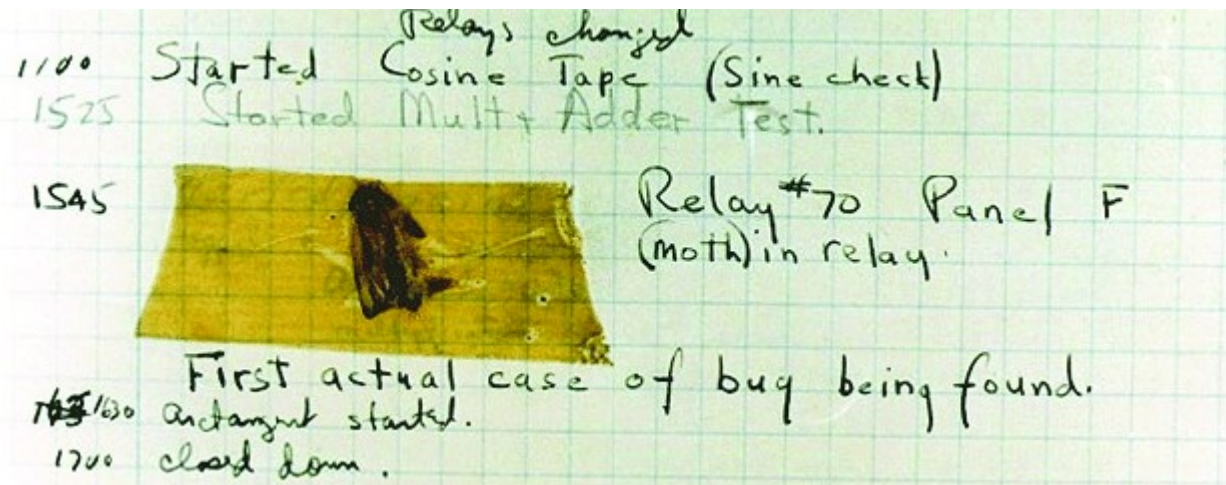 Relays changed
1100 Started Cosine Tape (Sine check)
1525 Started Mult+ Adder Test.
1545 Relay #70 Panel F
(moth) in relay.
First actual case of bug being found.
1630 arctangent started.
1700 closed down.